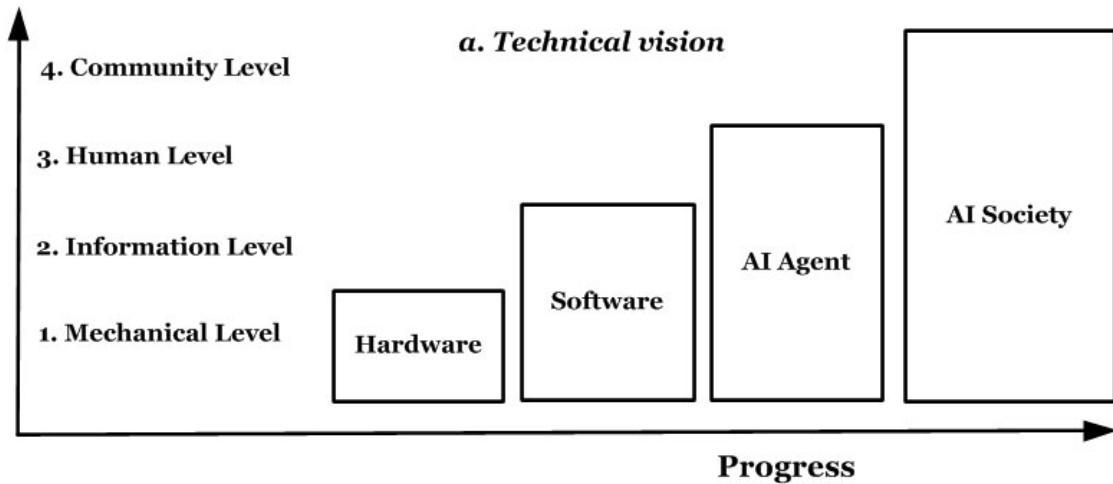 a. Technical vision
4. Community Level
3. Human Level
2. Information Level
1. Mechanical Level
Hardware
Software
AI Agent
AI Society
Progress